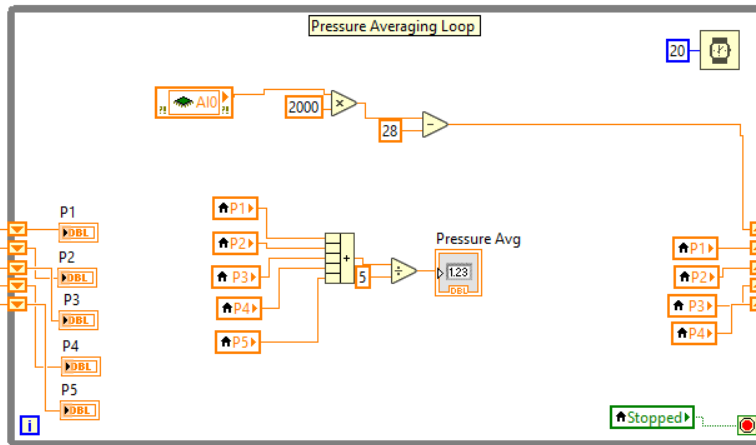 Pressure Averaging Loop
20
AI0
?!
?!
2000
×
28
−
P1
DBL
P2
DBL
P3
DBL
P4
DBL
P5
DBL
P1
P2
P3
P4
P5
+
5
÷
Pressure Avg
1.23
DBL
P1
P2
P3
P4
Stopped
i